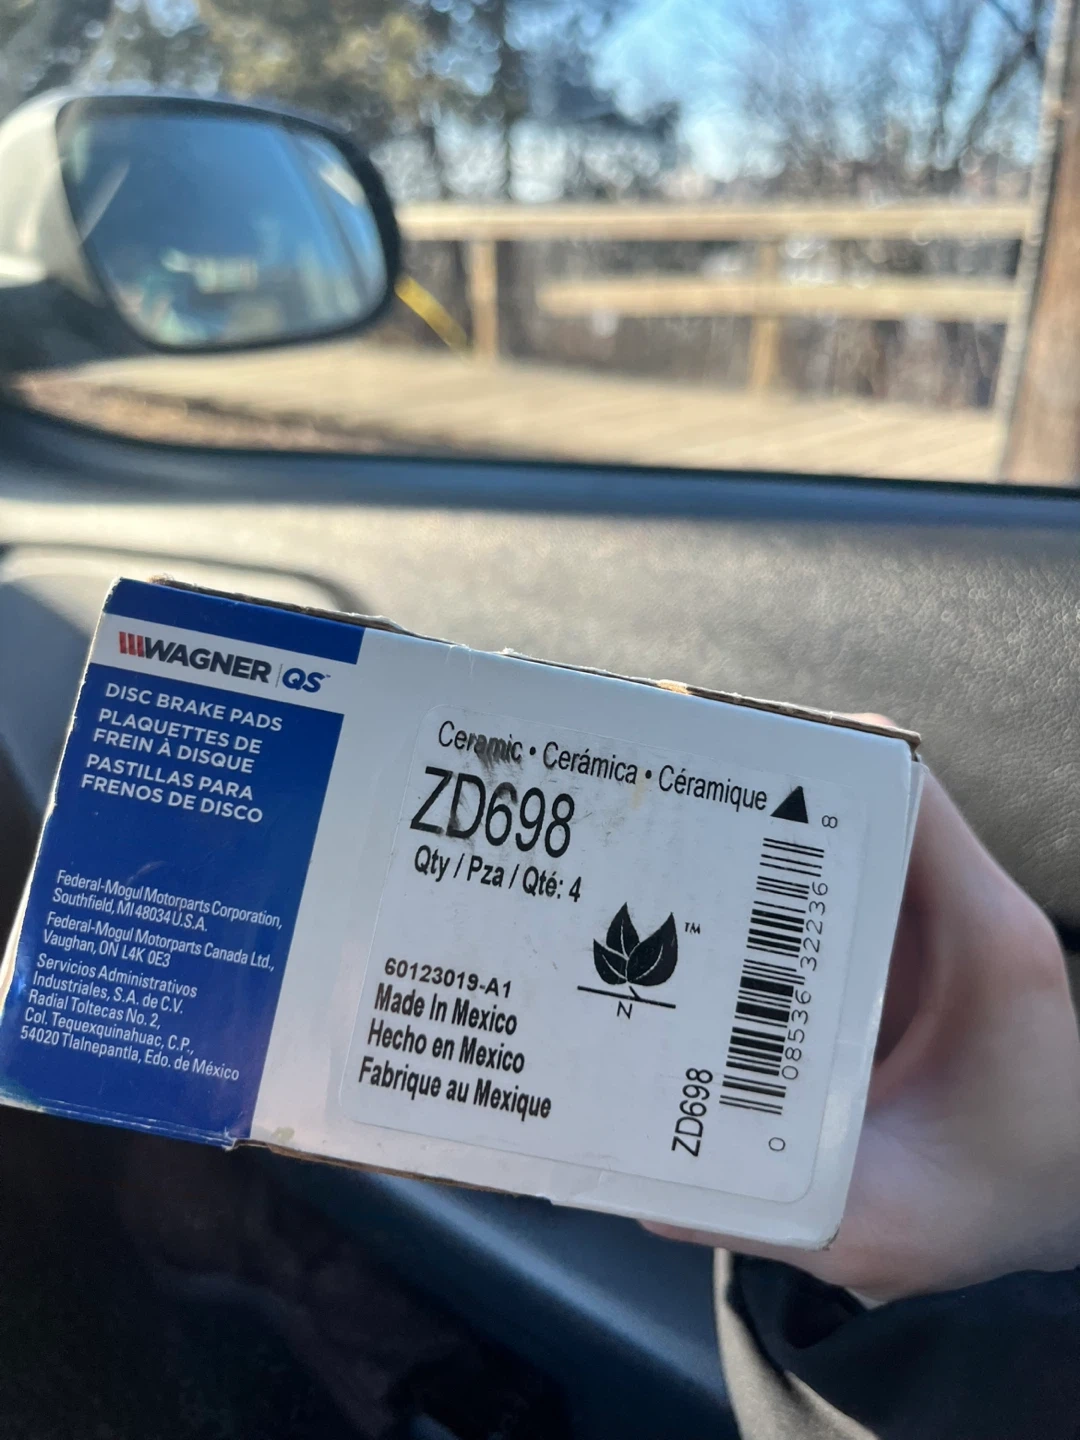 WAGNER QS™
DISC BRAKE PADS
PLAQUETTES DE
FREIN À DISQUE
PASTILLAS PARA
FRENOS DE DISCO
Federal-Mogul Motorparts Corporation,
Southfield, MI 48034 U.S.A.
Federal-Mogul Motorparts Canada Ltd.,
Vaughan, ON L4K 0E3
Servicios Administrativos
Industriales, S.A. de C.V.
Radial Toltecas No. 2,
Col. Tequexquinahuac, C.P.,
54020 Tlalnepantla, Edo. de México
Ceramic • Cerámica • Céramique
ZD698
Qty / Pza / Qté: 4
TM
N
60123019-A1
Made In Mexico
Hecho en Mexico
Fabrique au Mexique
ZD698
0 08536 32236 8